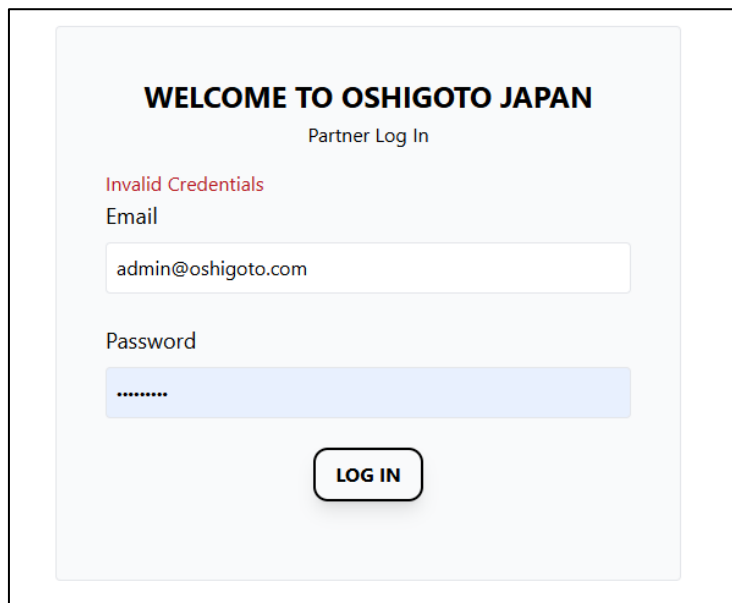 WELCOME TO OSHIGOTO JAPAN
Partner Log In
Invalid Credentials
Email
admin@oshigoto.com
Password
•••••••••
LOG IN